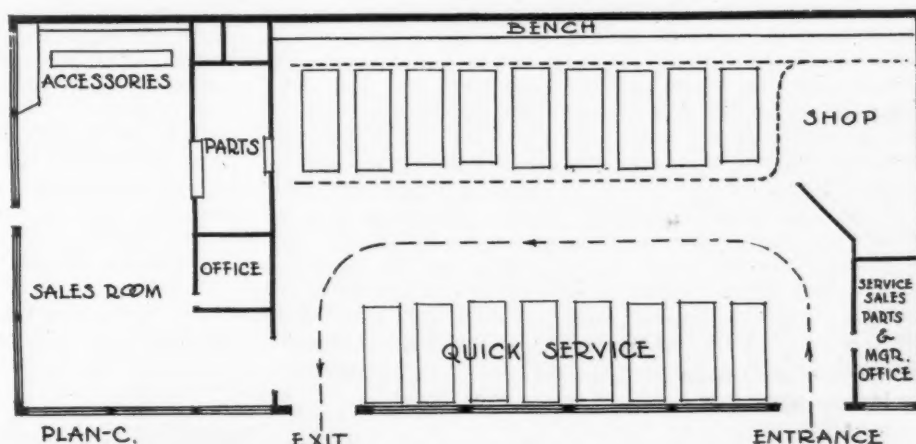 BENCH
ACCESSORIES
SHOP
PARTS
OFFICE
SALES ROOM
SERVICE
SALES
PARTS
&
MGR.
OFFICE
QUICK SERVICE
PLAN-C.
EXIT
ENTRANCE